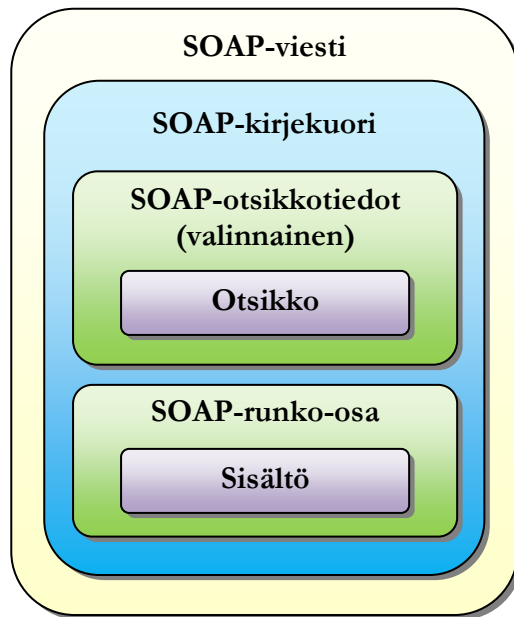 SOAP-viesti
SOAP-kirjekuori
SOAP-otsikkotiedot
(valinnainen)
Otsikko
SOAP-runko-osa
Sisältö